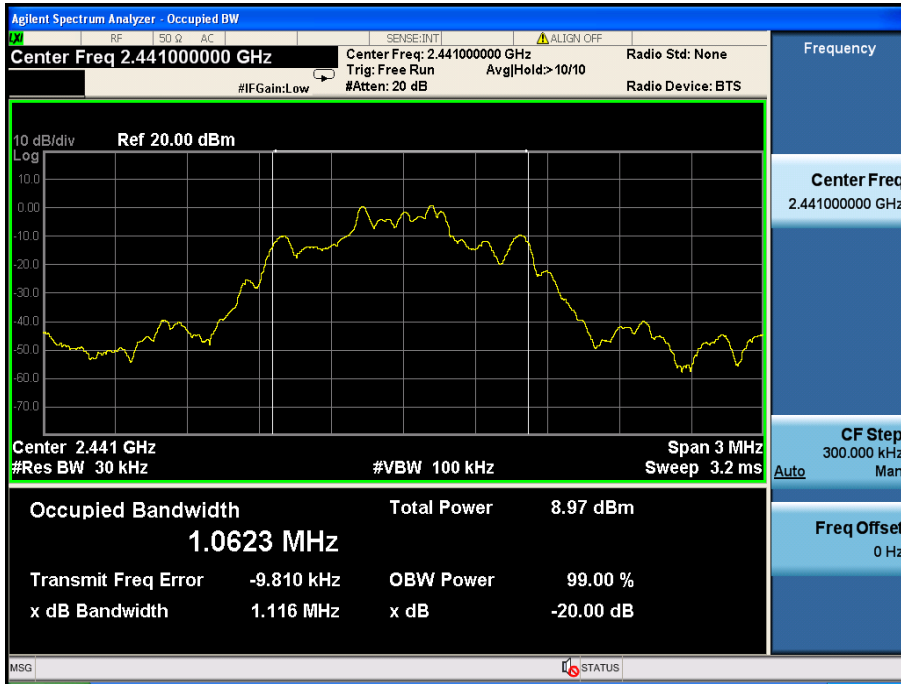 Agilent Spectrum Analyzer - Occupied BW
LXI RF 50 Ω AC SENSE:INT ALIGN OFF
Center Freq 2.441000000 GHz
Center Freq: 2.441000000 GHz
Radio Std: None
Trig: Free Run Avg|Hold:> 10/10
#IFGain:Low
#Atten: 20 dB
Radio Device: BTS
10 dB/div
Ref 20.00 dBm
Log
10.0
0.00
-10.0
-20.0
-30.0
-40.0
-50.0
-60.0
-70.0
Center 2.441 GHz
Span 3 MHz
#Res BW 30 kHz
#VBW 100 kHz
Sweep 3.2 ms
Occupied Bandwidth
Total Power 8.97 dBm
1.0623 MHz
Transmit Freq Error -9.810 kHz
OBW Power 99.00 %
x dB Bandwidth 1.116 MHz
x dB -20.00 dB
MSG
STATUS
Frequency
Center Freq
2.441000000 GHz
CF Step
300.000 kHz
Auto Man
Freq Offset
0 Hz